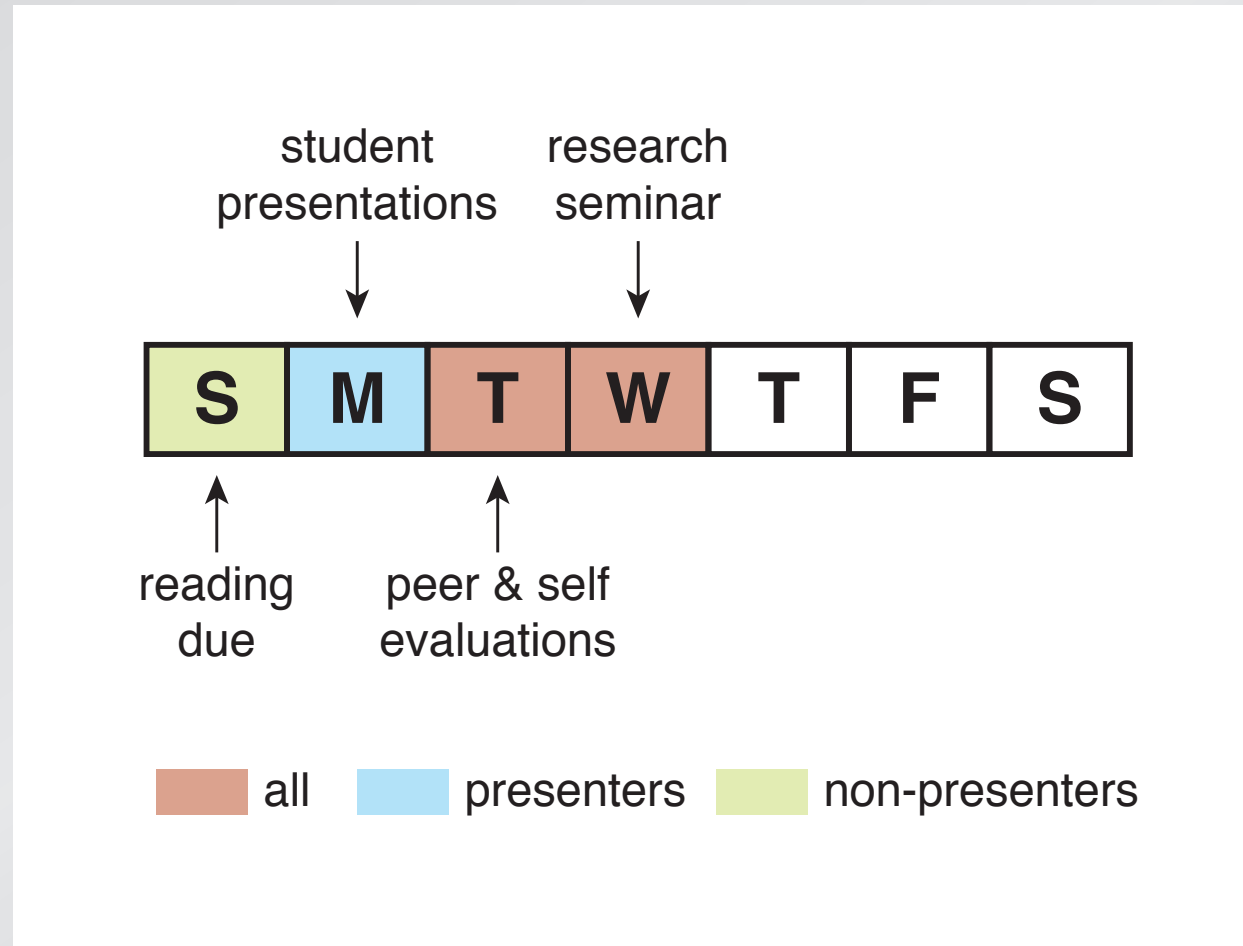 student
presentations
research
seminar
S M T W T F S
reading
due
peer & self
evaluations
all presenters non-presenters